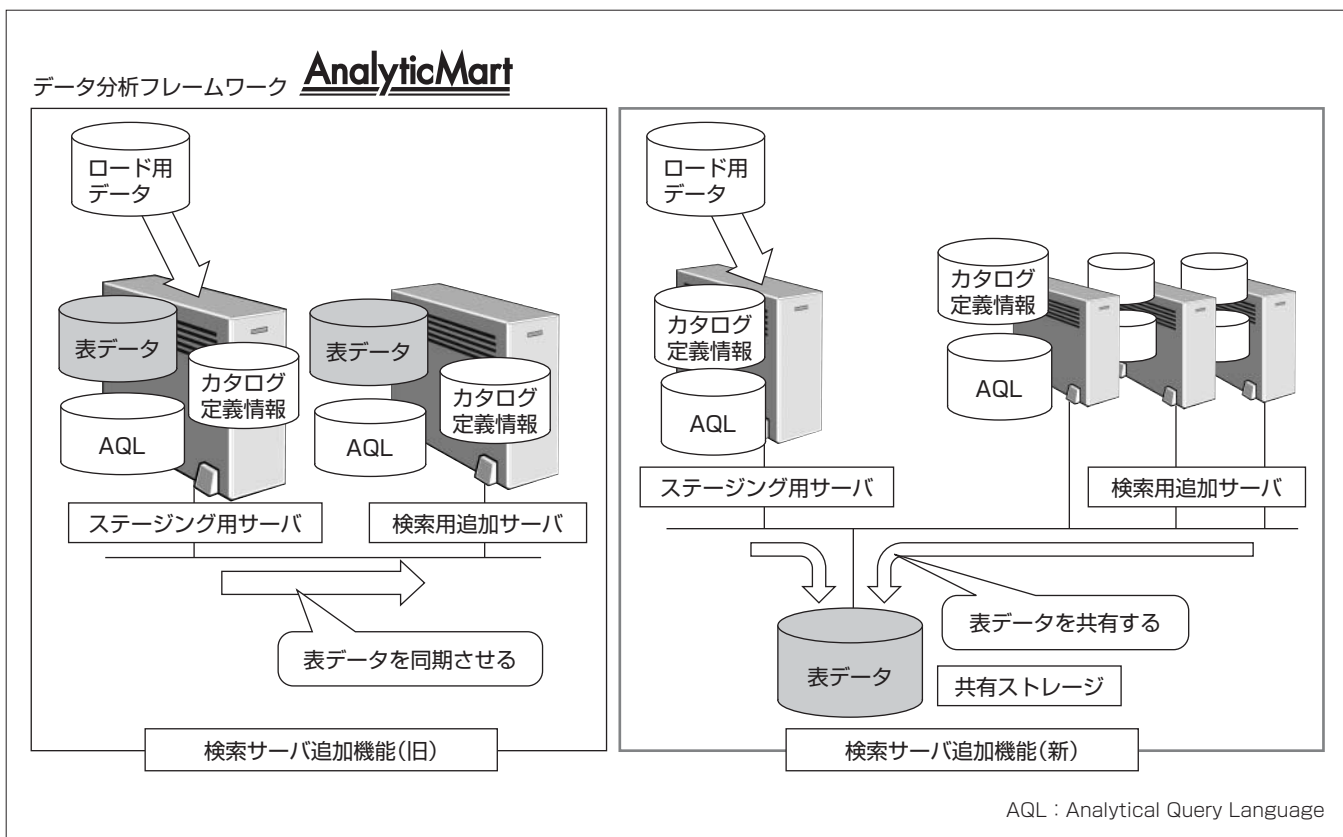 データ分析フレームワーク AnalyticMart
ロード用
データ
表データ
カタログ
定義情報
AQL
表データ
カタログ
定義情報
AQL
ステージング用サーバ
検索用追加サーバ
表データを同期させる
検索サーバ追加機能(旧)
ロード用
データ
カタログ
定義情報
AQL
カタログ
定義情報
AQL
ステージング用サーバ
検索用追加サーバ
表データを共有する
表データ
共有ストレージ
検索サーバ追加機能(新)
AQL：Analytical Query Language